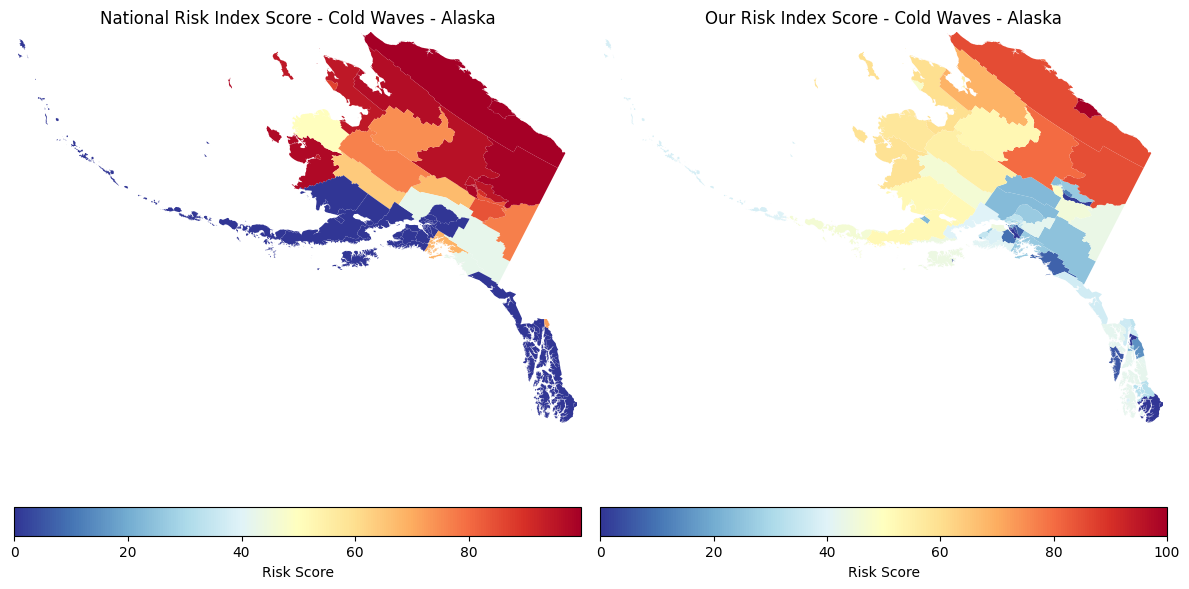 National Risk Index Score - Cold Waves - Alaska
Our Risk Index Score - Cold Waves - Alaska
0 20 40 60 80
Risk Score
0 20 40 60 80 100
Risk Score